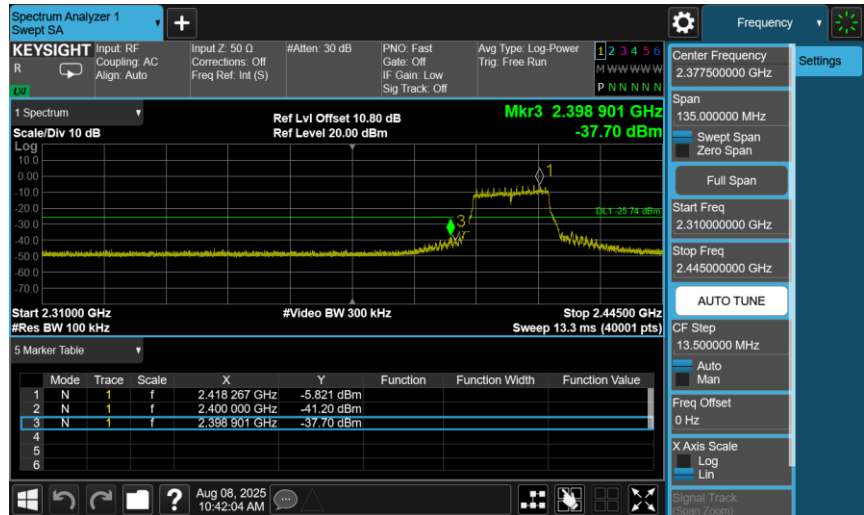 Spectrum Analyzer 1
Swept SA
+
Frequency
KEYSIGHT
R
LXI
Input: RF
Coupling: AC
Align: Auto
Input Z: 50 Ω
Corrections: Off
Freq Ref: Int (S)
#Atten: 30 dB
PNO: Fast
Gate: Off
IF Gain: Low
Sig Track: Off
Avg Type: Log-Power
Trig: Free Run
1 2 3 4 5 6
M W W W W W
P N N N N N
1 Spectrum
Scale/Div 10 dB
Ref Lvl Offset 10.80 dB
Ref Level 20.00 dBm
Mkr3 2.398 901 GHz
-37.70 dBm
Log
10.0
0.00
-10.0
-20.0
-30.0
-40.0
-50.0
-60.0
-70.0
1
3
DL1 -25.74 dBm
Start 2.31000 GHz
#Res BW 100 kHz
#Video BW 300 kHz
Stop 2.44500 GHz
Sweep 13.3 ms (40001 pts)
5 Marker Table
Mode Trace Scale X Y Function Function Width Function Value
1 N 1 f 2.418 267 GHz -5.821 dBm
2 N 1 f 2.400 000 GHz -41.20 dBm
3 N 1 f 2.398 901 GHz -37.70 dBm
4
5
6
?
Aug 08, 2025
10:42:04 AM
Center Frequency
2.377500000 GHz
Settings
Span
135.000000 MHz
Swept Span
Zero Span
Full Span
Start Freq
2.310000000 GHz
Stop Freq
2.445000000 GHz
AUTO TUNE
CF Step
13.500000 MHz
Auto
Man
Freq Offset
0 Hz
X Axis Scale
Log
Lin
Signal Track
(Span Zoom)